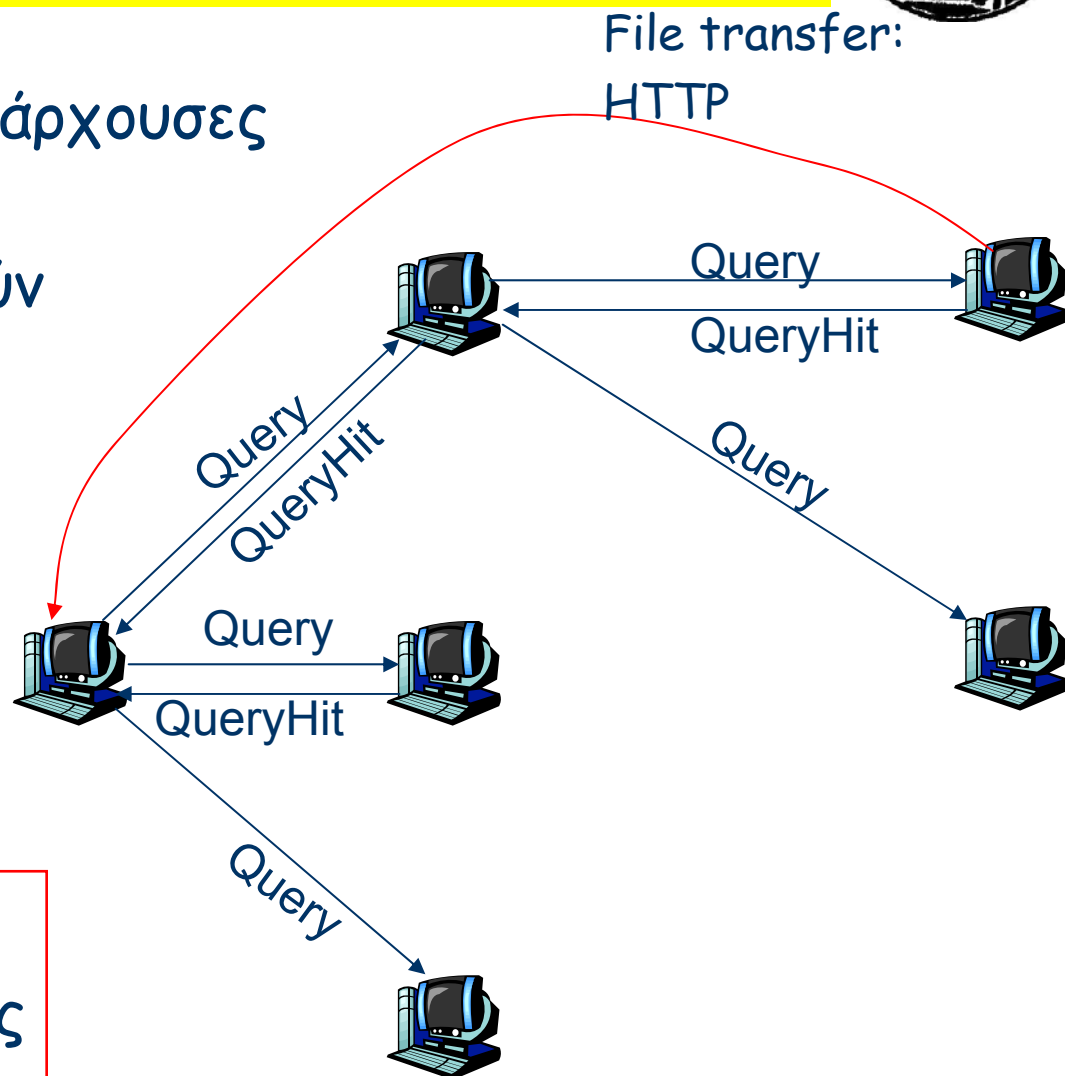 File transfer:
HTTP
άρχουσες
ύν
Query
QueryHit
Query
QueryHit
Query
Query
QueryHit
Query
ς